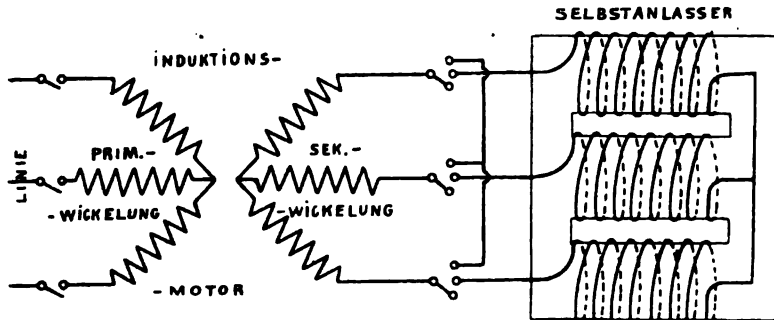 SELBSTANLASSER
INDUKTIONS-
PRIM.-
SEK.-
LINIE
-WICKELUNG
-WICKELUNG
-MOTOR